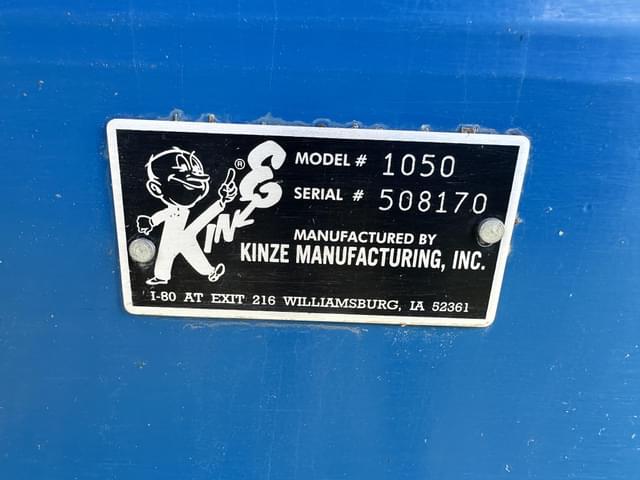 KinzE ®
MODEL # 1050
SERIAL # 508170
MANUFACTURED BY
KINZE MANUFACTURING, INC.
I-80 AT EXIT 216 WILLIAMSBURG, IA 52361